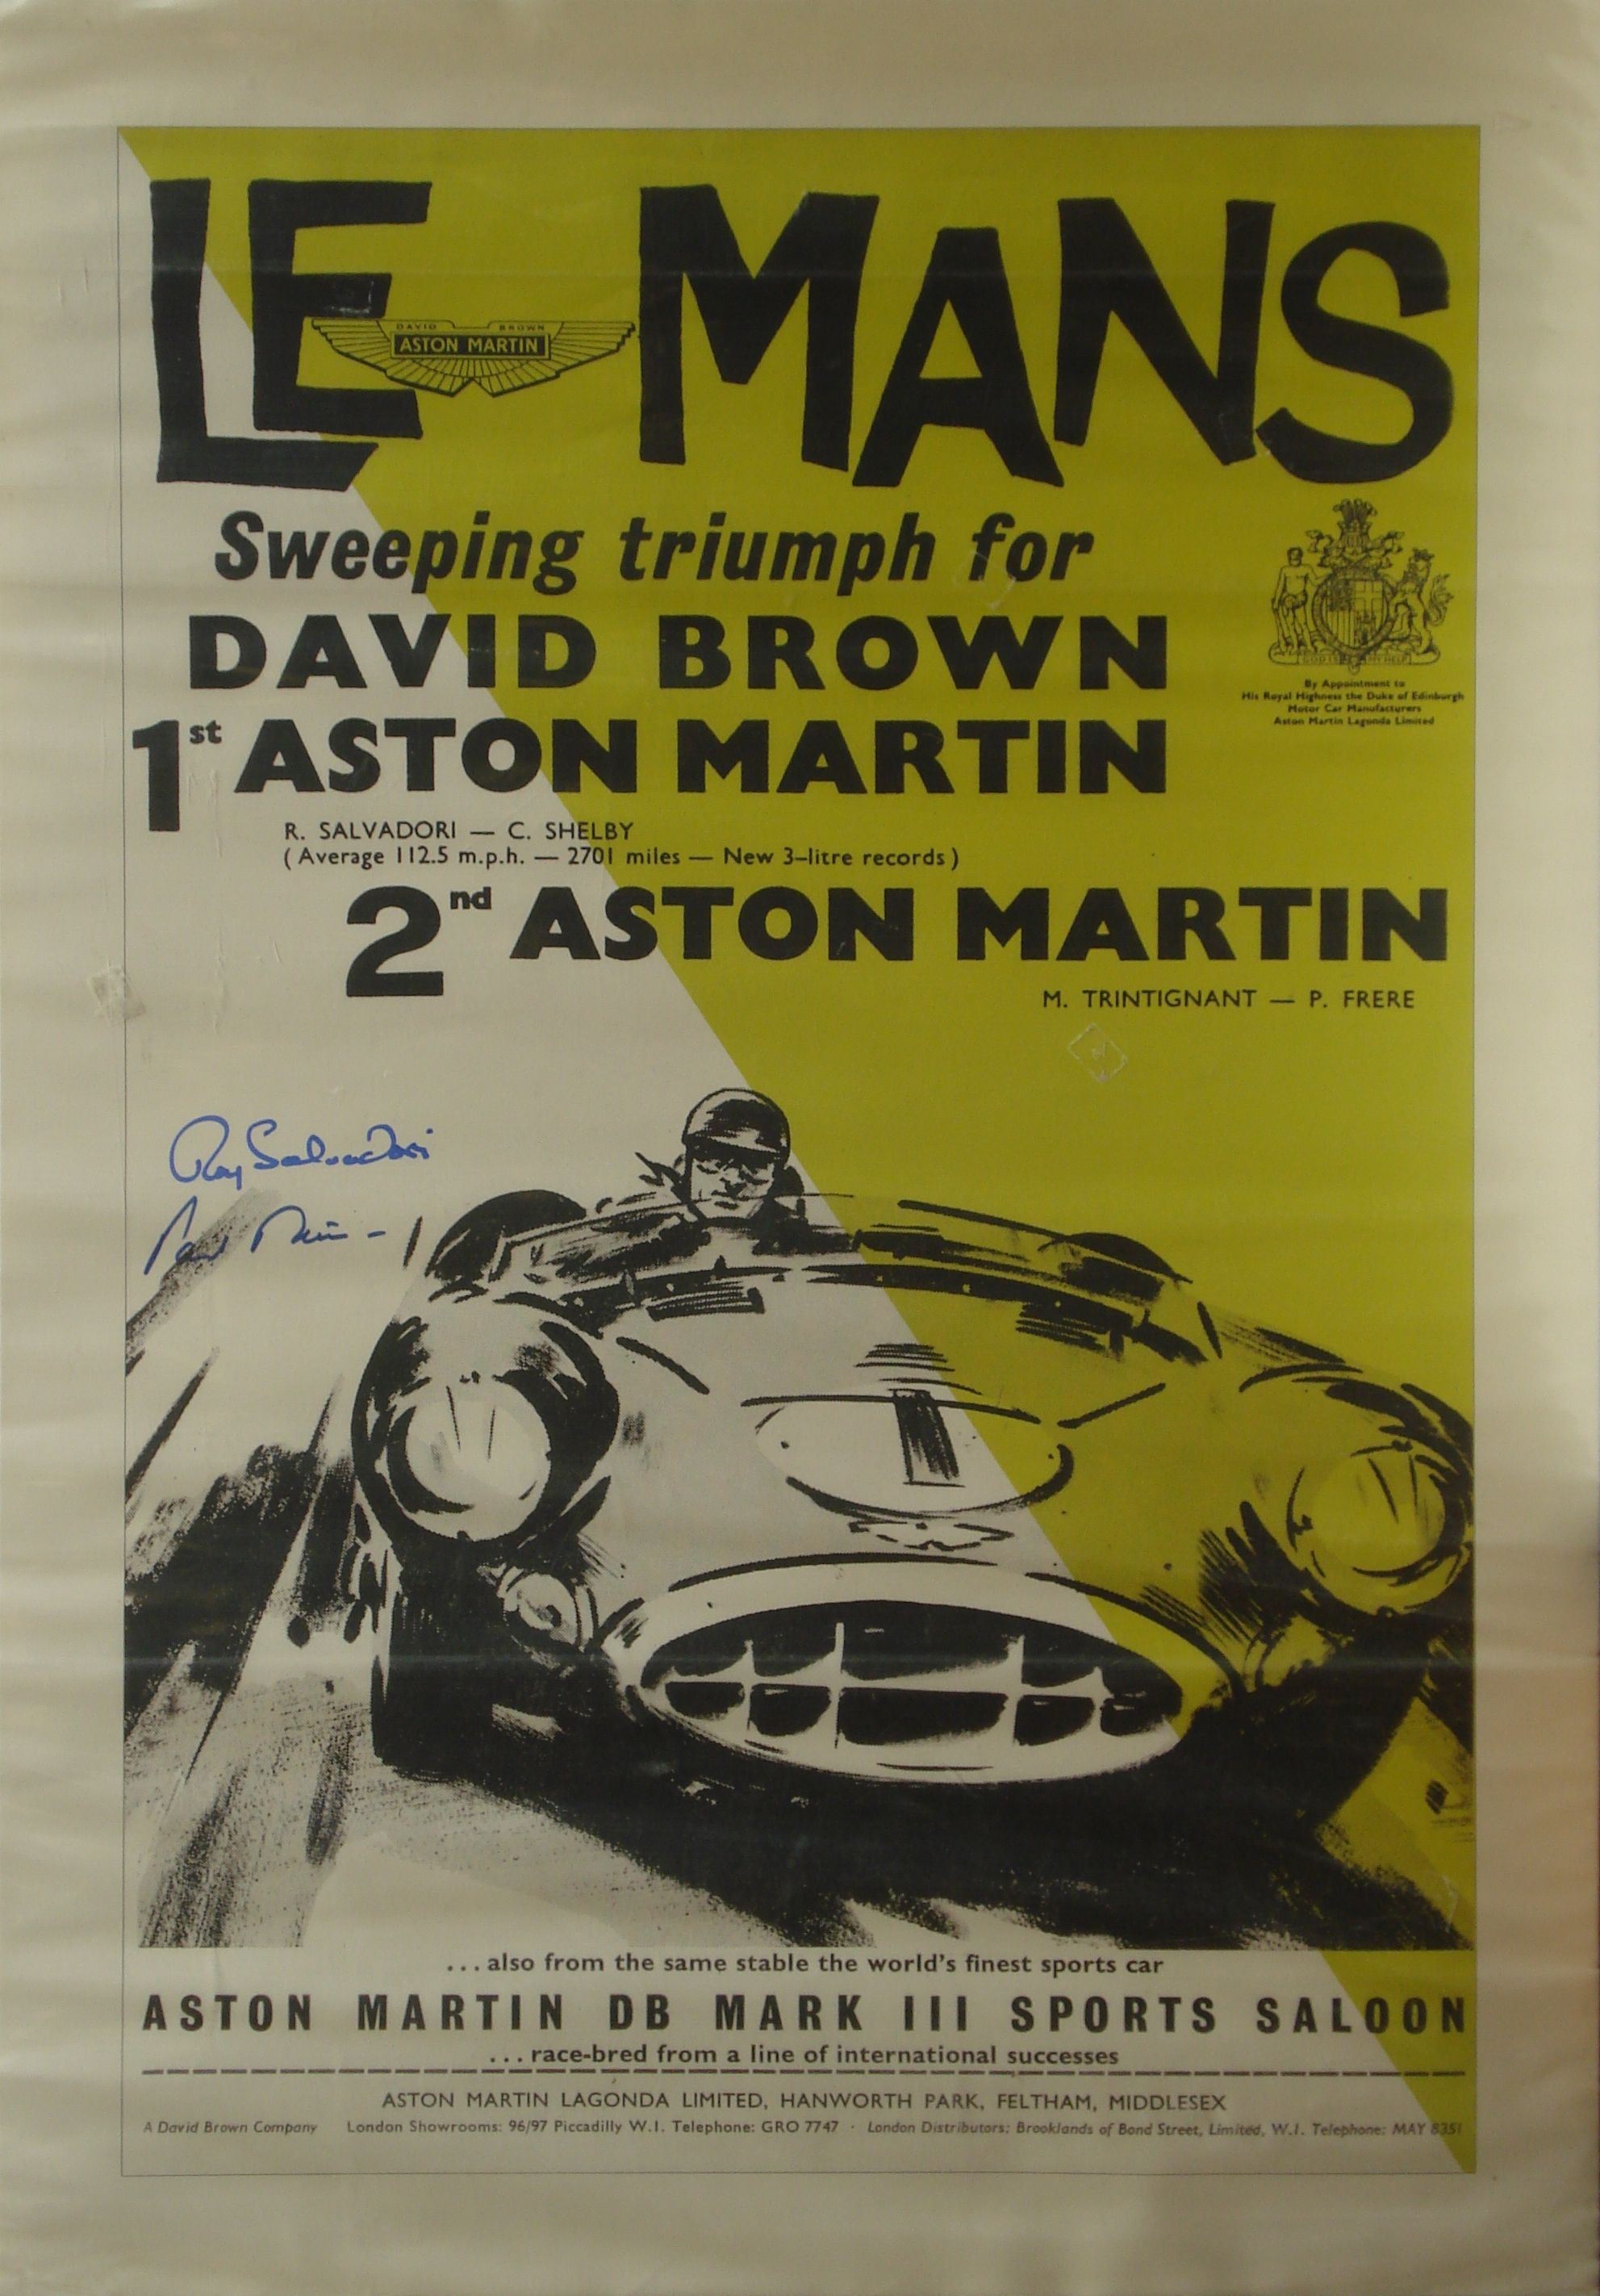 LE MANS
DAVID BROWN
ASTON MARTIN
Sweeping triumph for
DAVID BROWN
1st ASTON MARTIN
R. SALVADORI — C. SHELBY
(Average 112.5 m.p.h. — 2701 miles — New 3-litre records)
2nd ASTON MARTIN
M. TRINTIGNANT — P. FRERE
GOD IS MY HELP
By Appointment to
His Royal Highness the Duke of Edinburgh
Motor Car Manufacturers
Aston Martin Lagonda Limited
Roy Salvadori
...also from the same stable the world's finest sports car
ASTON MARTIN DB MARK III SPORTS SALOON
...race-bred from a line of international successes
ASTON MARTIN LAGONDA LIMITED, HANWORTH PARK, FELTHAM, MIDDLESEX
A David Brown Company London Showrooms: 96/97 Piccadilly W.1. Telephone: GRO 7747 · London Distributors: Brooklands of Bond Street, Limited, W.1. Telephone: MAY 8351